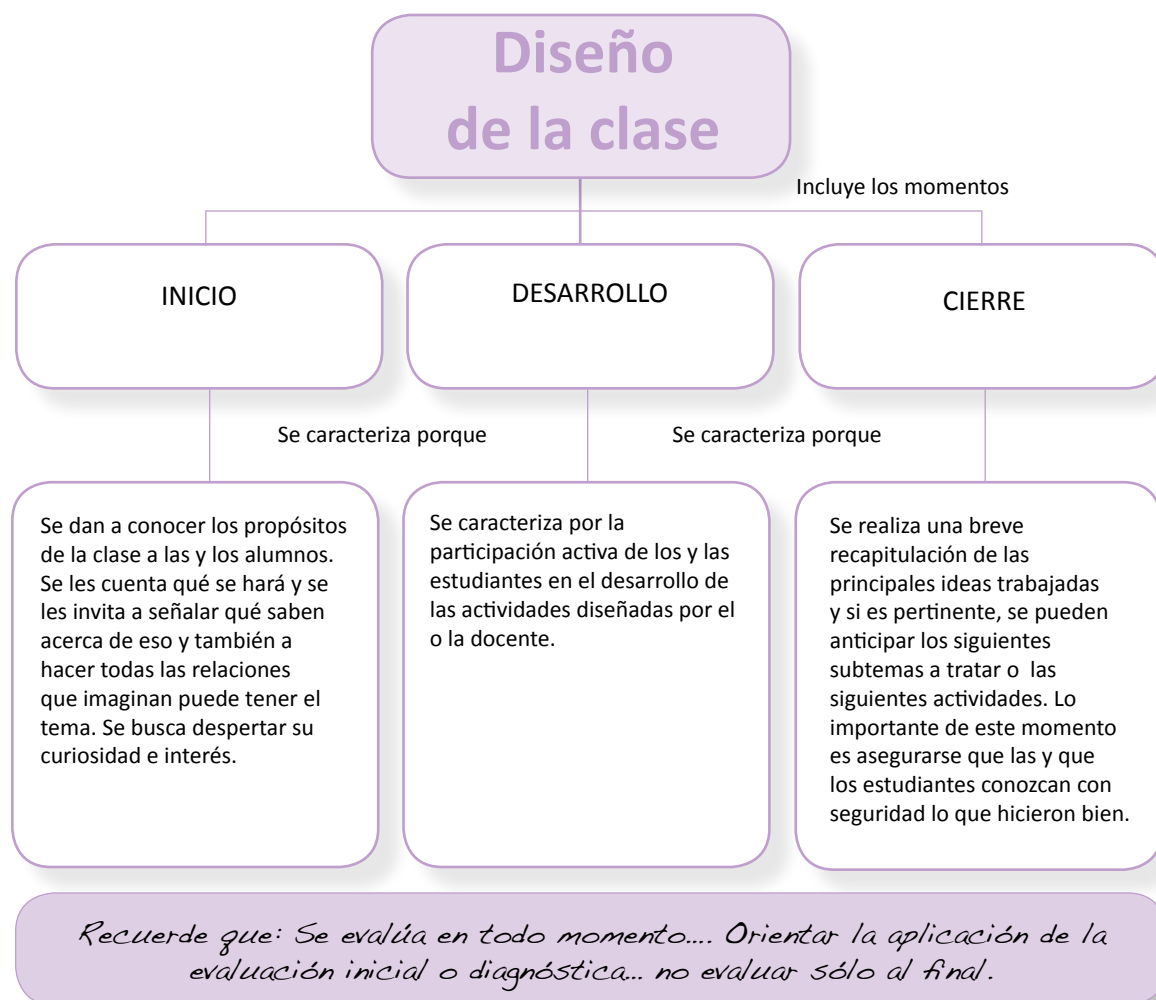 Diseño
de la clase
Incluye los momentos
INICIO
DESARROLLO
CIERRE
Se caracteriza porque
Se caracteriza porque
Se dan a conocer los propósitos
de la clase a las y los alumnos.
Se les cuenta qué se hará y se
les invita a señalar qué saben
acerca de eso y también a
hacer todas las relaciones
que imaginan puede tener el
tema. Se busca despertar su
curiosidad e interés.
Se caracteriza por la
participación activa de los y las
estudiantes en el desarrollo de
las actividades diseñadas por el
o la docente.
Se realiza una breve
recapitulación de las
principales ideas trabajadas
y si es pertinente, se pueden
anticipar los siguientes
subtemas a tratar o las
siguientes actividades. Lo
importante de este momento
es asegurarse que las y que
los estudiantes conozcan con
seguridad lo que hicieron bien.
Recuerde que: Se evalúa en todo momento.... Orientar la aplicación de la
evaluación inicial o diagnóstica... no evaluar sólo al final.